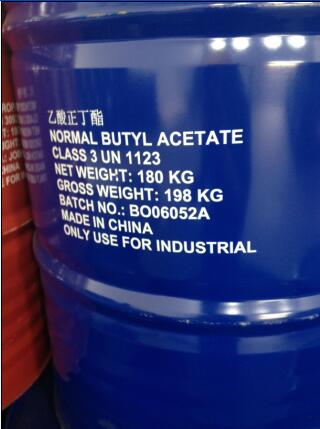 乙酸正丁酯
NORMAL BUTYL ACETATE
CLASS 3 UN 1123
NET WEIGHT: 180 KG
GROSS WEIGHT: 198 KG
BATCH NO.: BO06052A
MADE IN CHINA
ONLY USE FOR INDUSTRIAL